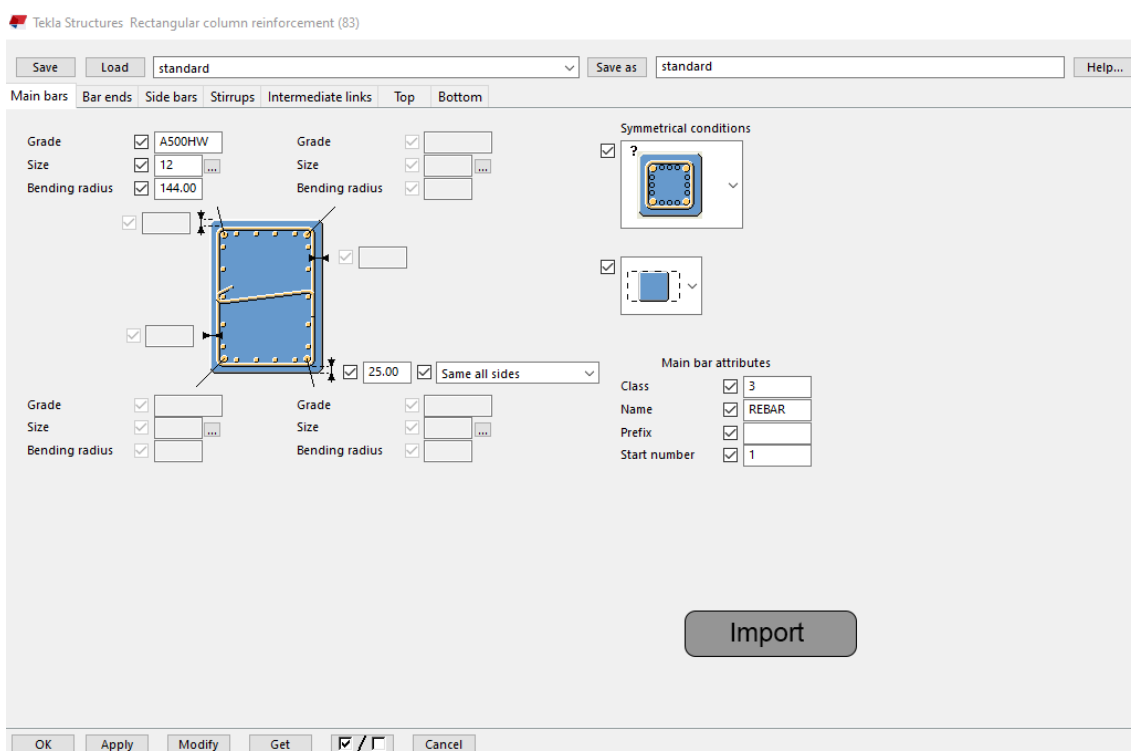 Tekla Structures Rectangular column reinforcement (83)
Save Load standard Save as standard Help...
Main bars Bar ends Side bars Stirrups Intermediate links Top Bottom
Symmetrical conditions
Grade A500HW Grade
?
Size 12 ... Size ...
Bending radius 144.00 Bending radius
25.00 Same all sides
Main bar attributes
Class 3
Grade Grade
Name REBAR
Size ... Size ...
Prefix
Bending radius Bending radius
Start number 1
Import
OK Apply Modify Get / Cancel